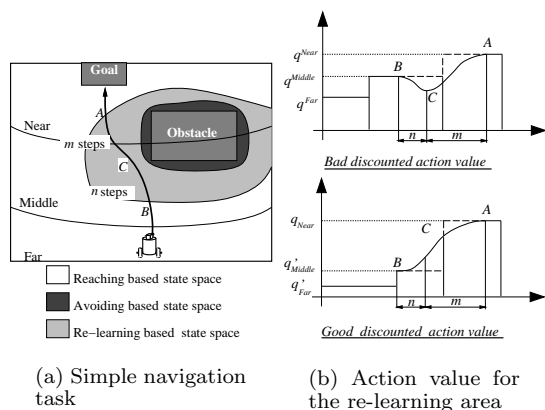 Goal
A
Near
Obstacle
m steps
C
n steps
Middle
B
Far
Reaching based state space
Avoiding based state space
Re-learning based state space
(a) Simple navigation
task
q^Near
A
q^Middle
B
q^Far
C
n
m
Bad discounted action value
q_Near
A
C
q'_Middle
B
q'_Far
n
m
Good discounted action value
(b) Action value for
the re-learning area